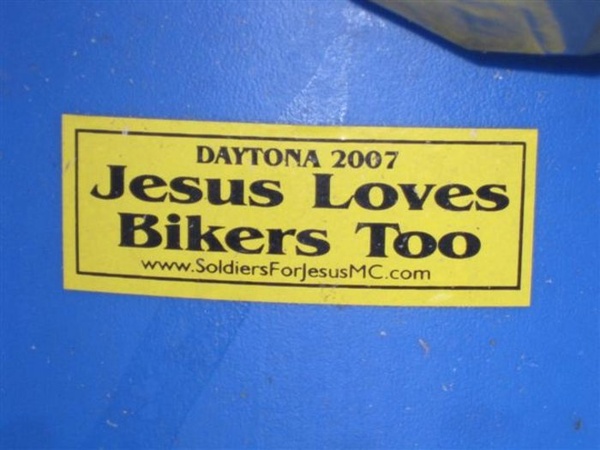 DAYTONA 2007
Jesus Loves
Bikers Too
www.SoldiersForJesusMC.com